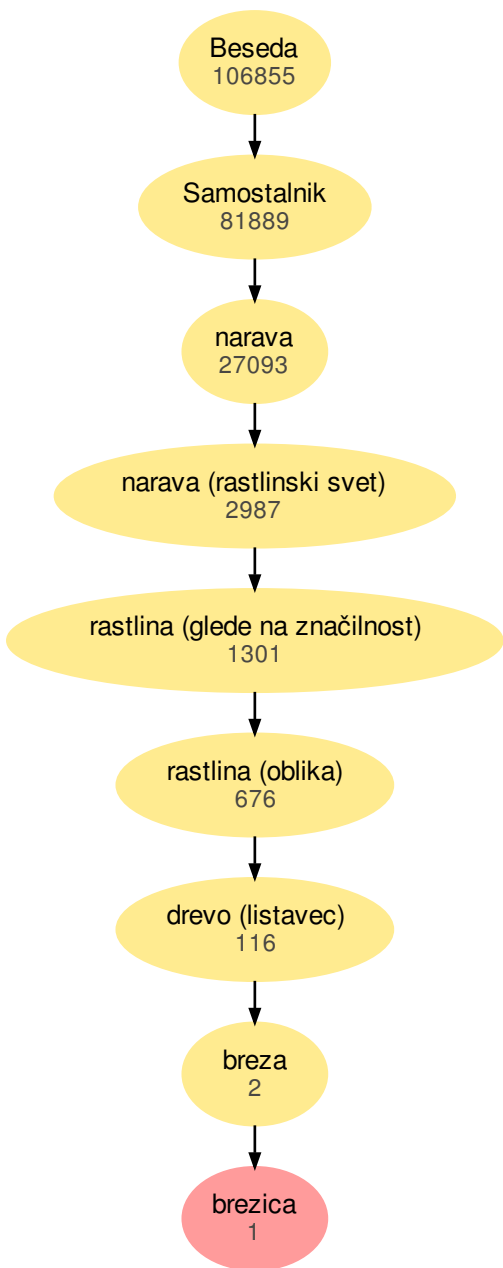 Beseda
106855
Samostalnik
81889
narava
27093
narava (rastlinski svet)
2987
rastlina (glede na značilnost)
1301
rastlina (oblika)
676
drevo (listavec)
116
breza
2
brezica
1